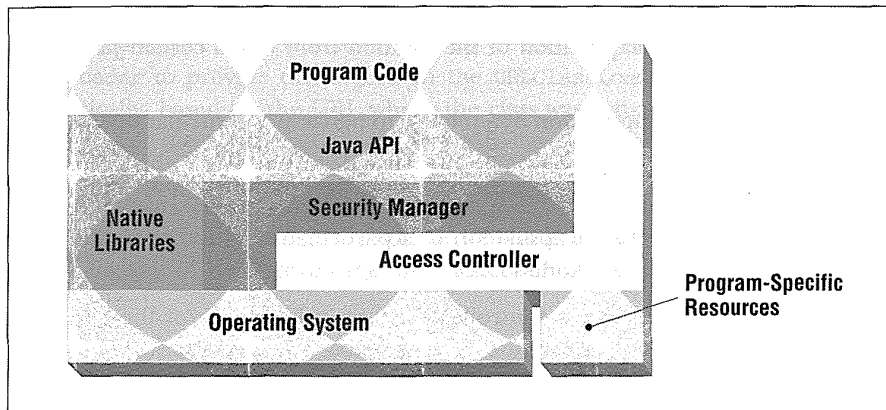 Program Code
Java API
Security Manager
Native
Libraries
Access Controller
Operating System
Program-Specific
Resources